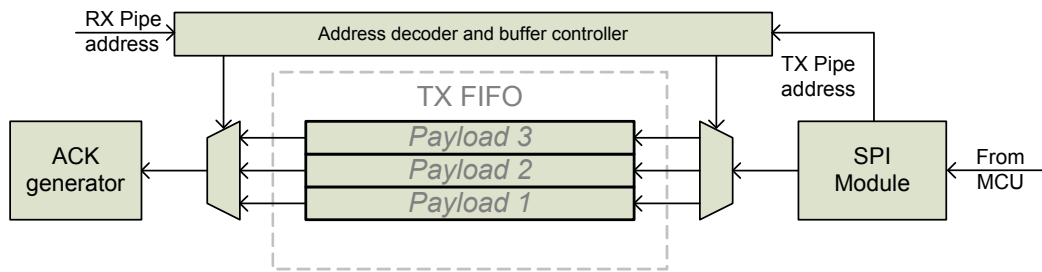 RX Pipe
address
Address decoder and buffer controller
TX Pipe
address
TX FIFO
ACK
generator
Payload 3
Payload 2
Payload 1
SPI
Module
From
MCU